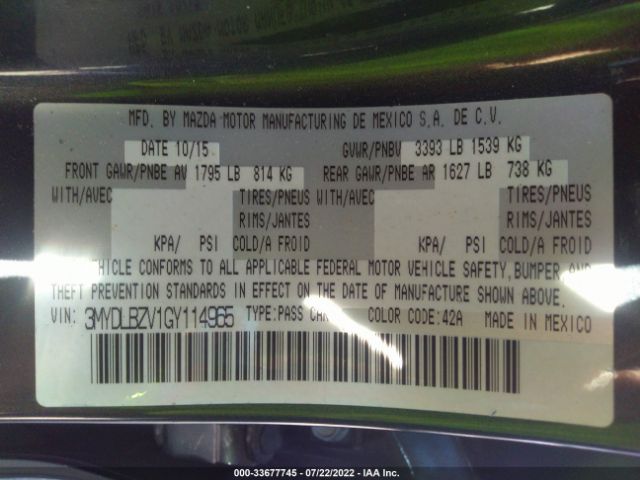 MFD. BY MAZDA MOTOR MANUFACTURING DE MEXICO S.A. DE C.V.
DATE 10/15 GVWR/PNBV 3393 LB 1539 KG
FRONT GAWR/PNBE AV 1795 LB 814 KG REAR GAWR/PNBE AR 1627 LB 738 KG
WITH/AVEC TIRES/PNEUS WITH/AVEC TIRES/PNEUS
RIMS/JANTES RIMS/JANTES
KPA/ PSI COLD/A FROID KPA/ PSI COLD/A FROID
VEHICLE CONFORMS TO ALL APPLICABLE FEDERAL MOTOR VEHICLE SAFETY, BUMPER, AND
THEFT PREVENTION STANDARDS IN EFFECT ON THE DATE OF MANUFACTURE SHOWN ABOVE.
VIN: 3MYDLBZV1GY114965 TYPE:PASS CAR COLOR CODE:42A MADE IN MEXICO
000-33677745 - 07/22/2022 - IAA Inc.